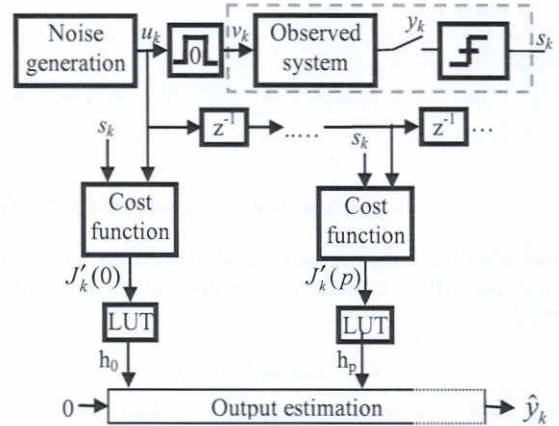 Noise generation
u_k
0
v_k
Observed system
y_k
s_k
z^{-1}
.....
z^{-1}
...
s_k
s_k
Cost function
Cost function
J'_k(0)
J'_k(p)
LUT
LUT
h_0
h_p
0
Output estimation
ŷ_k